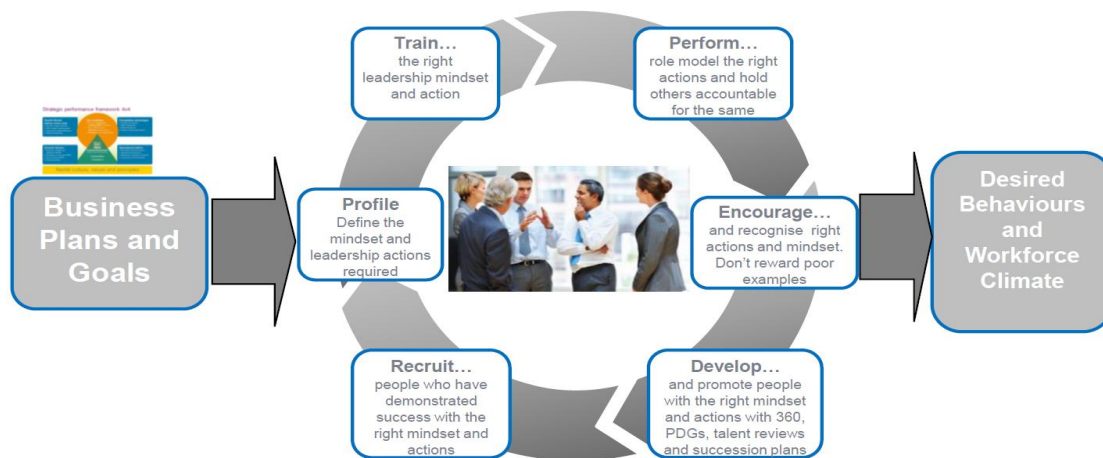 Strategic performance framework
Business
Plans and
Goals
Profile
Define the
mindset and
leadership actions
required
Train…
the right
leadership mindset
and action
Perform…
role model the right
actions and hold
others accountable
for the same
Encourage…
and recognise right
actions and mindset.
Don't reward poor
examples
Develop…
and promote people
with the right mindset
and actions with 360,
PDGs, talent reviews
and succession plans
Recruit…
people who have
demonstrated
success with the
right mindset and
actions
Desired
Behaviours
and
Workforce
Climate